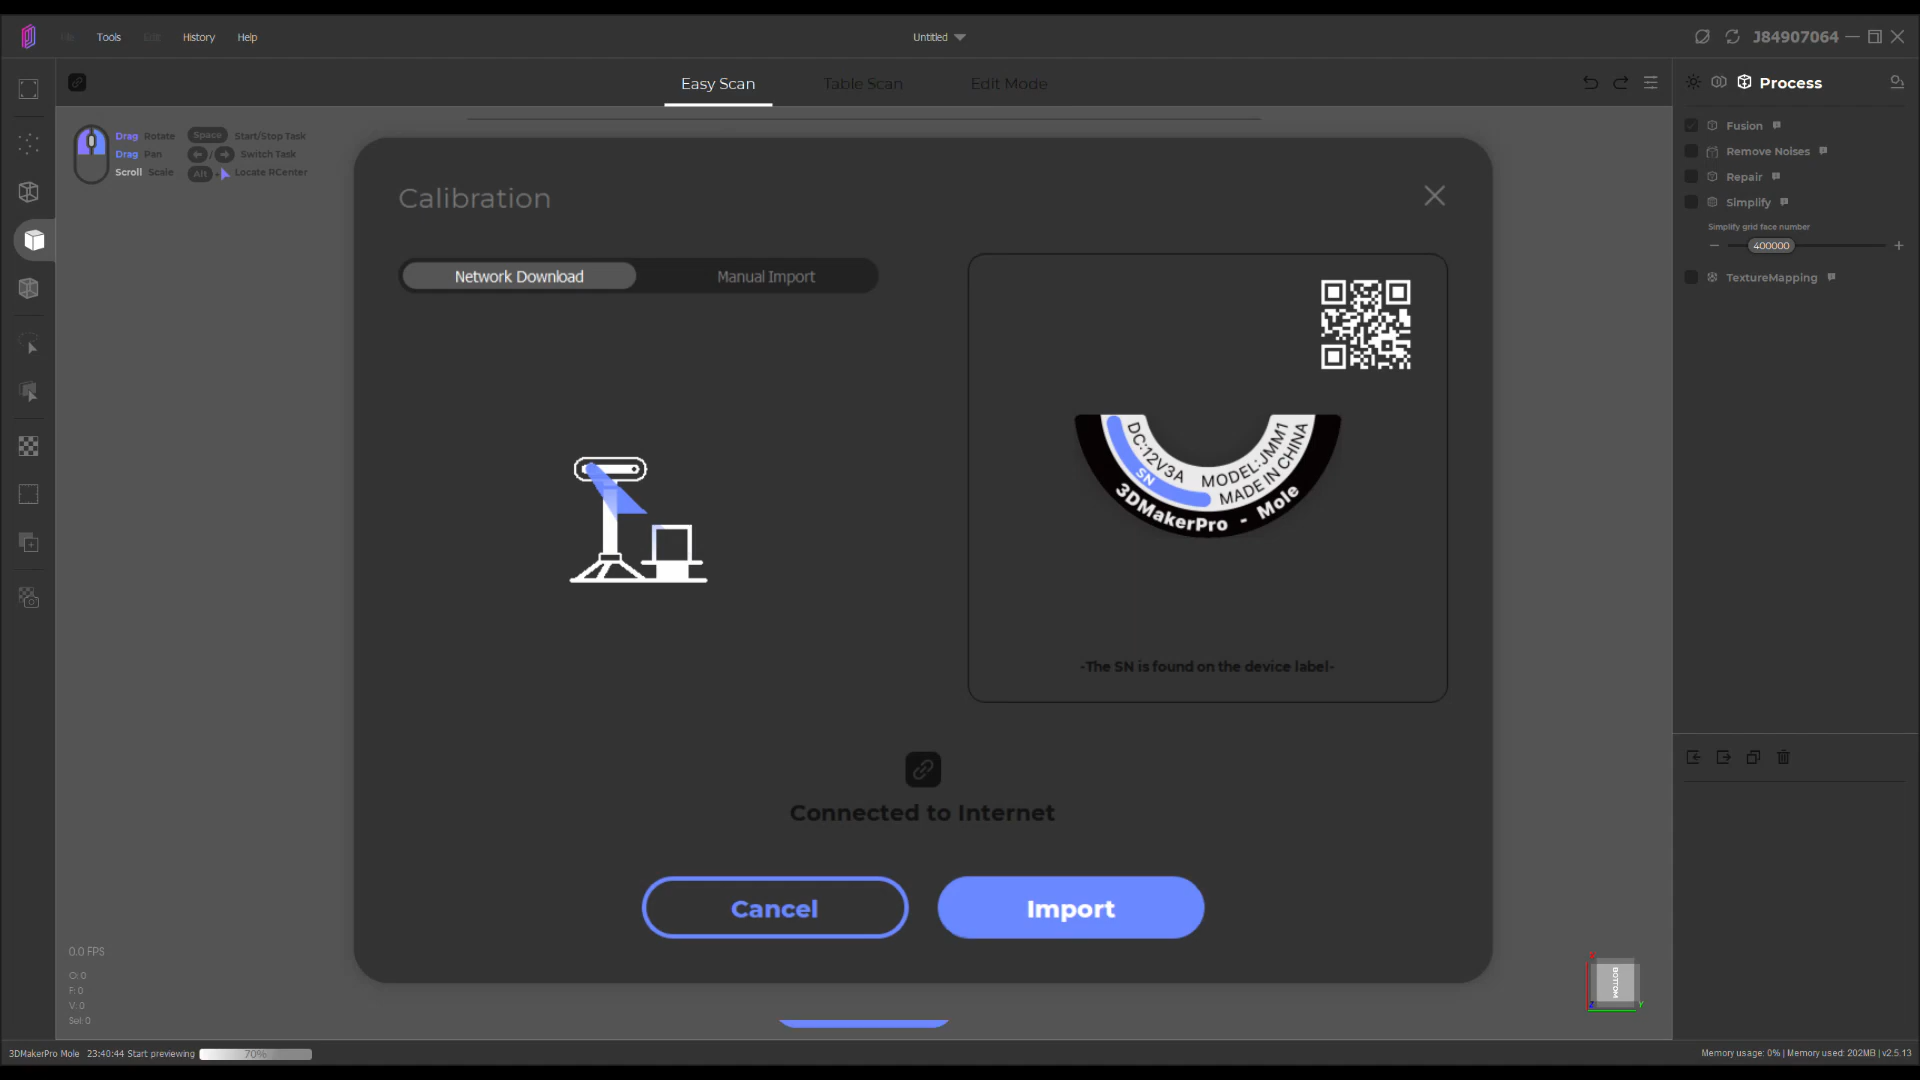 File Tools Edit History Help
Untitled
J84907064
Easy Scan Table Scan Edit Mode
Process
Drag Rotate Space Start/Stop Task
Drag Pan ← / → Switch Task
Scroll Scale Alt + Locate RCenter
Fusion
Remove Noises
Repair
Simplify
Simplify grid face number
− 400000 +
TextureMapping
Calibration
Network Download Manual Import
DC:12V3A MODEL:JMM1
SN MADE IN CHINA
3DMakerPro - Mole
-The SN is found on the device label-
Connected to Internet
Cancel Import
0.0 FPS
O: 0
F: 0
V: 0
Sel: 0
BOTTOM
Z Y
3DMakerPro Mole 23:40:44 Start previewing 70%
Memory usage: 0% | Memory used: 202MB | v2.5.13